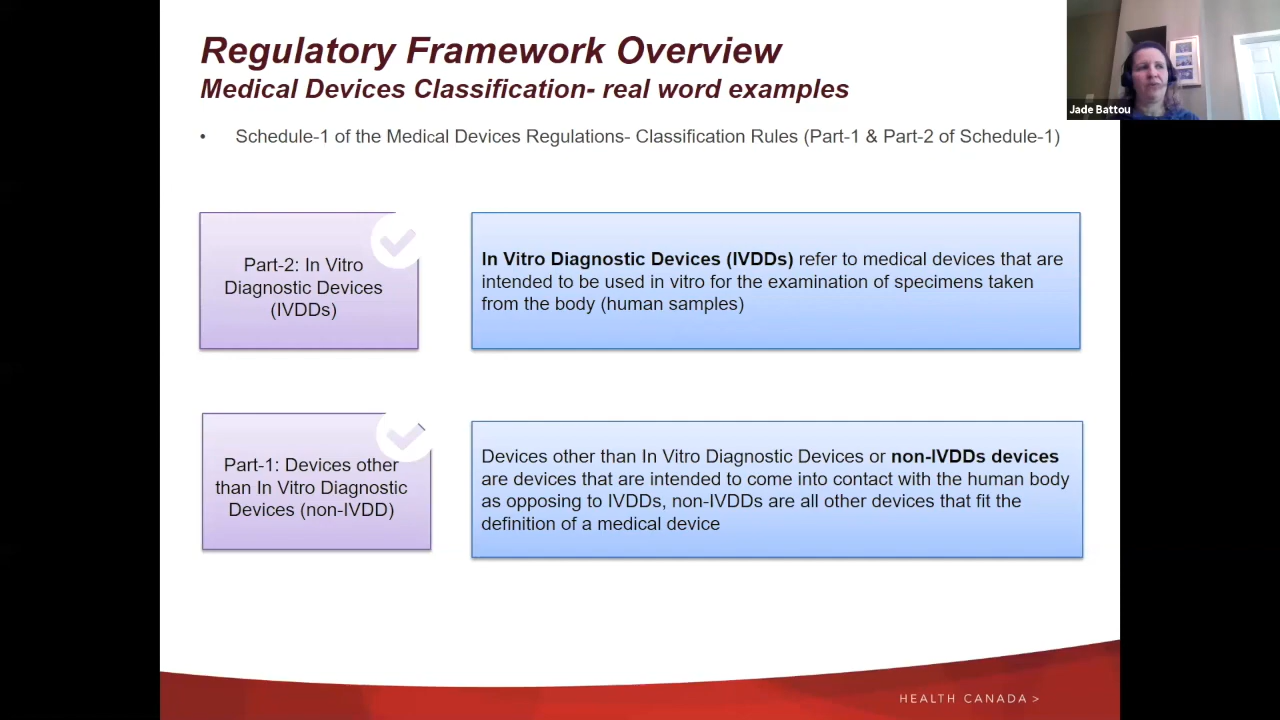 Regulatory Framework Overview
Medical Devices Classification- real word examples
• Schedule-1 of the Medical Devices Regulations- Classification Rules (Part-1 & Part-2 of Schedule-1)
Jade Battou
Part-2: In Vitro
Diagnostic Devices
(IVDDs)
In Vitro Diagnostic Devices (IVDDs) refer to medical devices that are
intended to be used in vitro for the examination of specimens taken
from the body (human samples)
Part-1: Devices other
than In Vitro Diagnostic
Devices (non-IVDD)
Devices other than In Vitro Diagnostic Devices or non-IVDDs devices
are devices that are intended to come into contact with the human body
as opposing to IVDDs, non-IVDDs are all other devices that fit the
definition of a medical device
HEALTH CANADA >